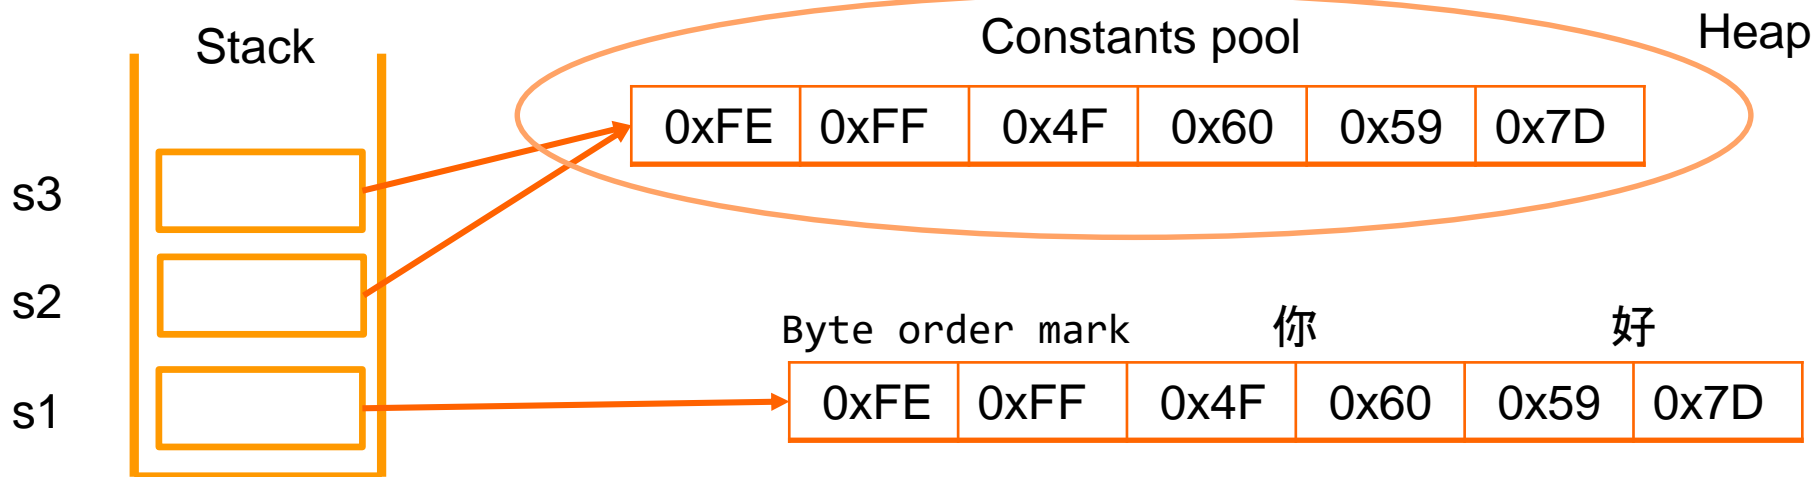 Stack
Constants pool
Heap
0xFE 0xFF 0x4F 0x60 0x59 0x7D
s3
s2
Byte order mark 你 好
s1
0xFE 0xFF 0x4F 0x60 0x59 0x7D